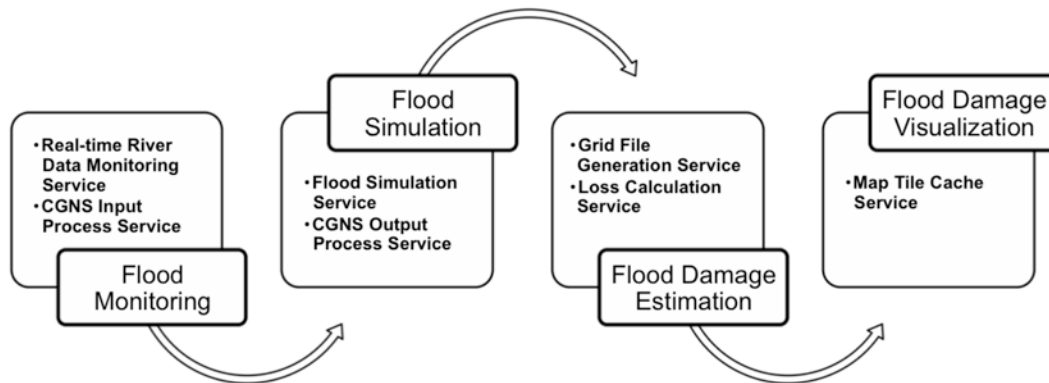 •Real-time River
Data Monitoring
Service
•CGNS Input
Process Service
Flood
Monitoring
Flood
Simulation
•Flood Simulation
Service
•CGNS Output
Process Service
•Grid File
Generation Service
•Loss Calculation
Service
Flood Damage
Estimation
Flood Damage
Visualization
•Map Tile Cache
Service